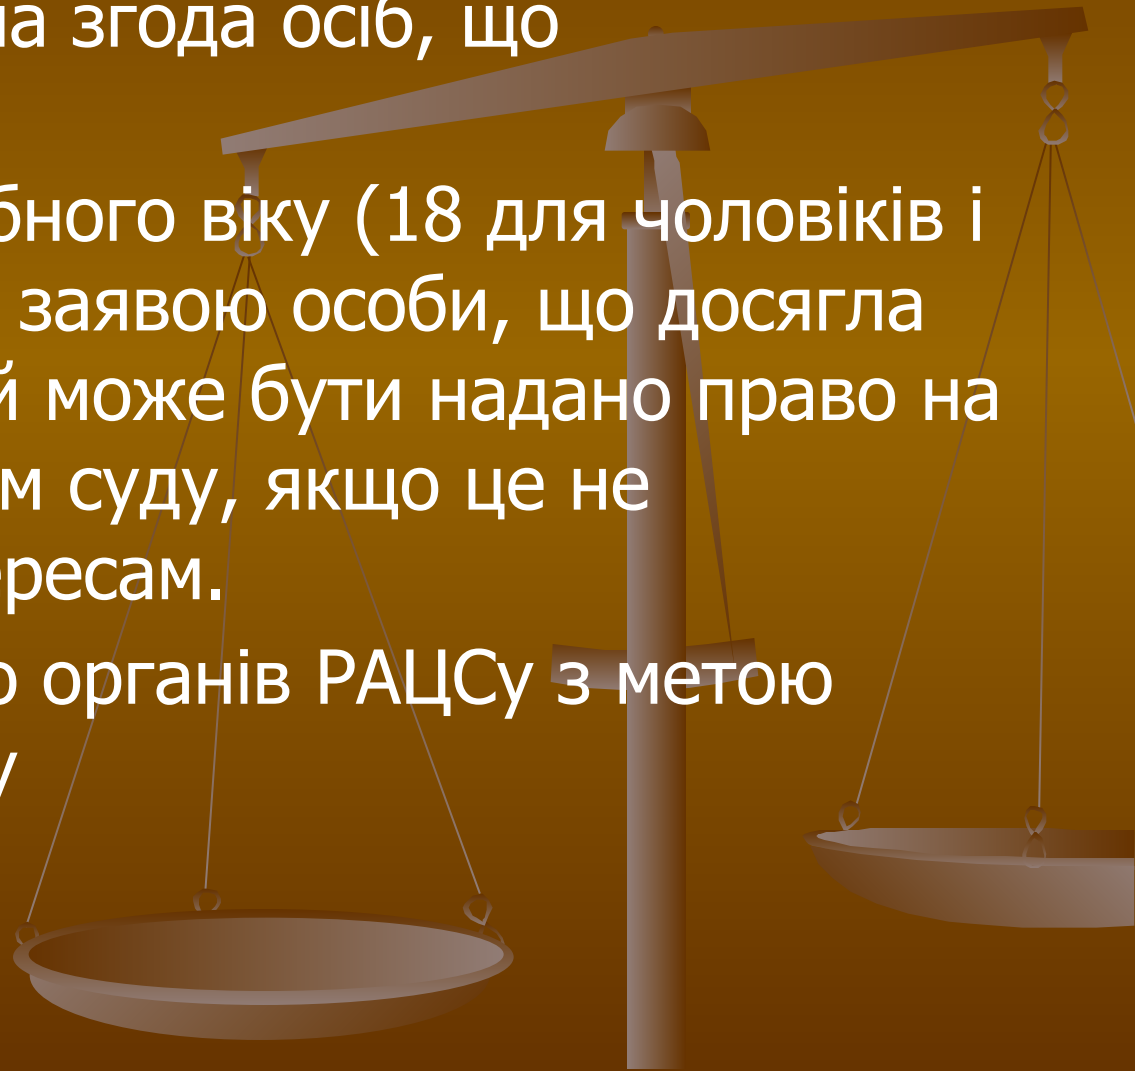 на згода осіб, що
бного віку (18 для чоловіків і
заявою особи, що досягла
й може бути надано право на
м суду, якщо це не
ересам.
о органів РАЦСу з метою
у